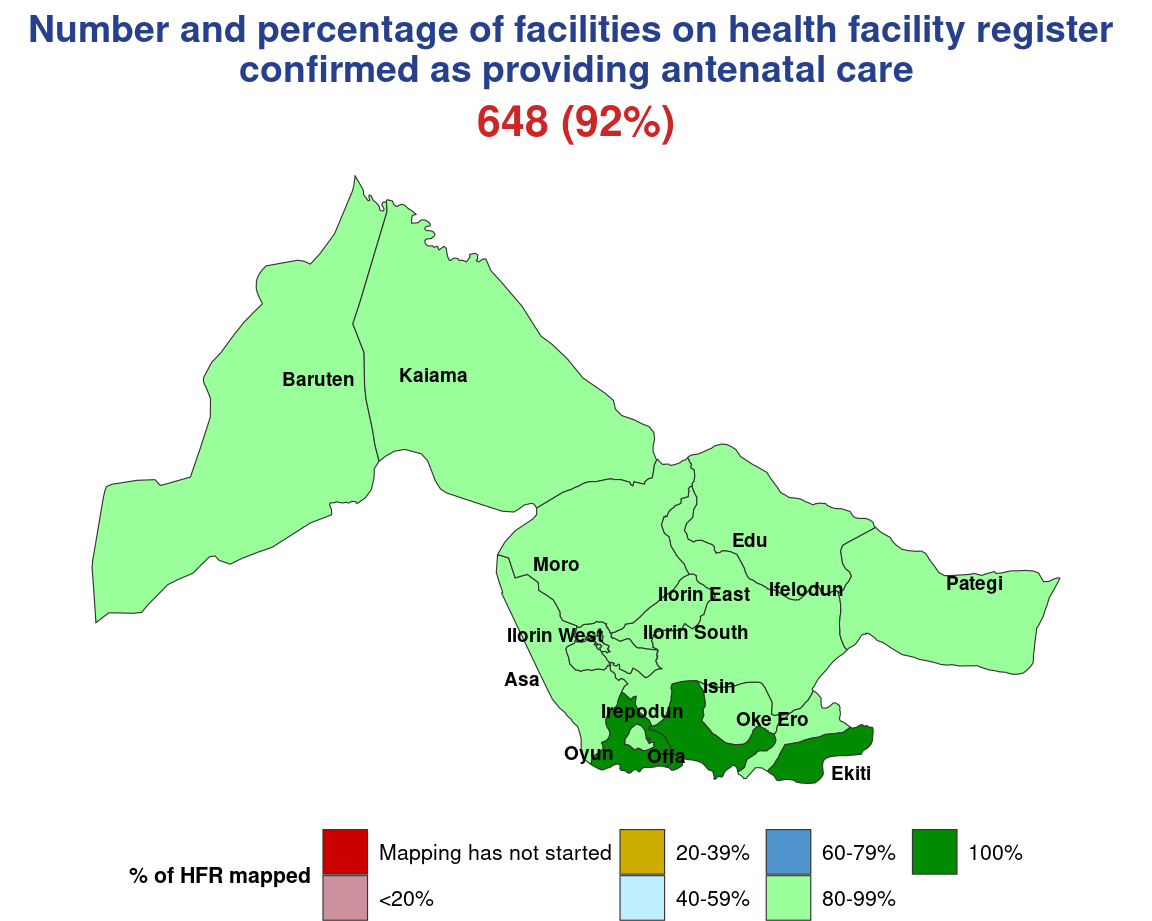 Number and percentage of facilities on health facility register
confirmed as providing antenatal care
648 (92%)
Baruten
Kaiama
Edu
Moro
Pategi
Ifelodun
Ilorin East
Ilorin West
Ilorin South
Asa
Isin
Irepodun
Oke Ero
Oyun
Offa
Ekiti
% of HFR mapped
Mapping has not started
<20%
20-39%
40-59%
60-79%
80-99%
100%